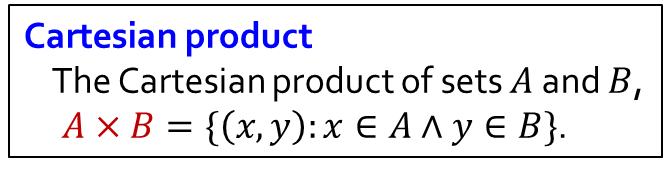 Cartesian product
The Cartesian product of sets A and B,
A × B = {(x, y): x ∈ A ∧ y ∈ B}.